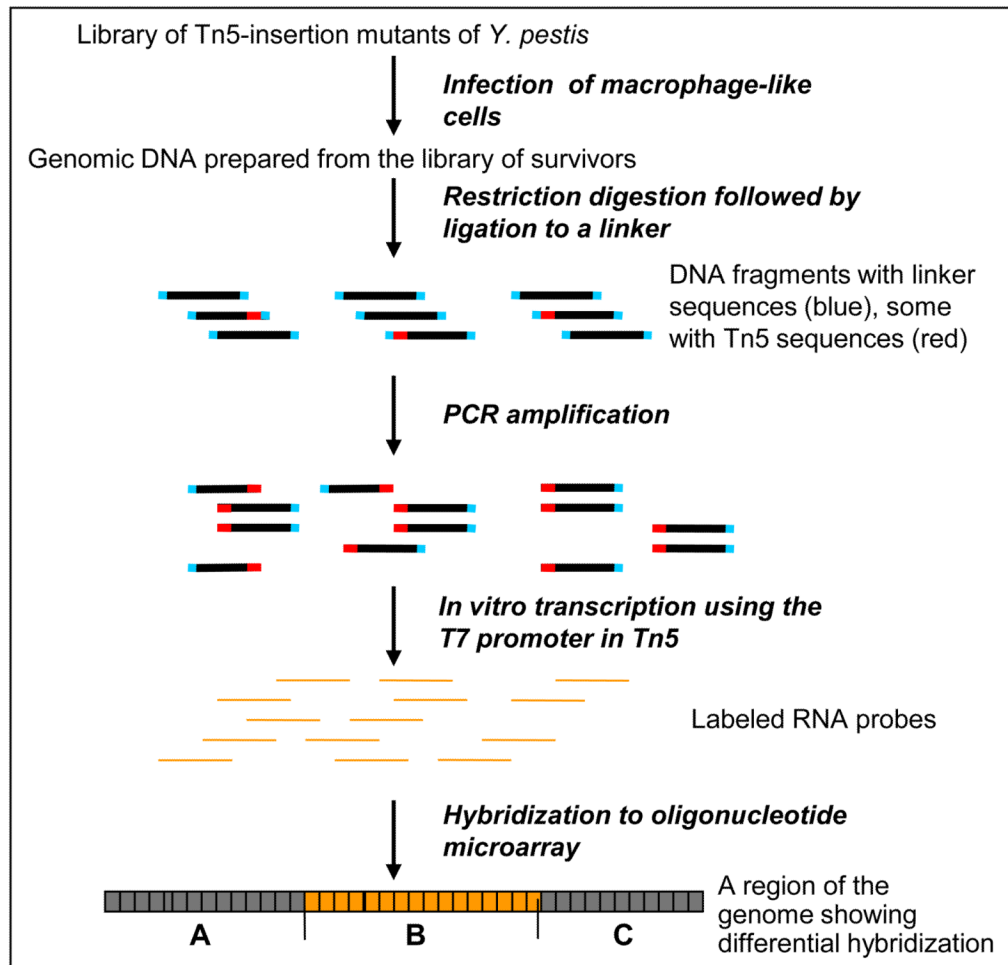 Library of Tn5-insertion mutants of Y. pestis
Infection of macrophage-like
cells
Genomic DNA prepared from the library of survivors
Restriction digestion followed by
ligation to a linker
DNA fragments with linker
sequences (blue), some
with Tn5 sequences (red)
PCR amplification
In vitro transcription using the
T7 promoter in Tn5
Labeled RNA probes
Hybridization to oligonucleotide
microarray
A region of the
genome showing
differential hybridization
A B C